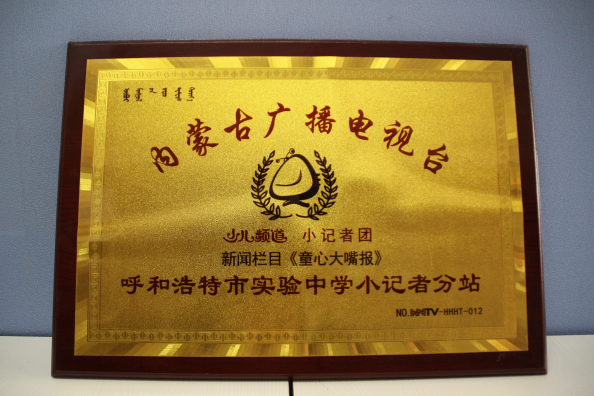 内蒙古广播电视台
少儿频道 小记者团
新闻栏目《童心大嘴报》
呼和浩特市实验中学小记者分站
NO.NMTV-HHHT-012